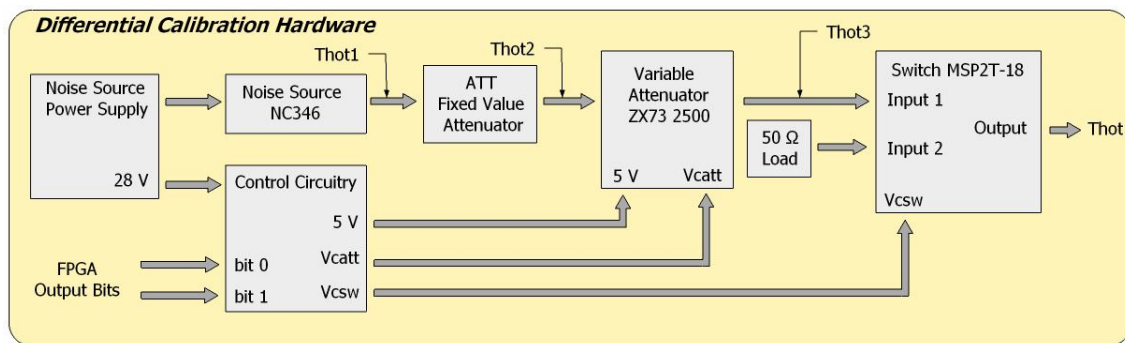 Differential Calibration Hardware
Noise Source
Power Supply
28 V
Noise Source
NC346
Thot1
ATT
Fixed Value
Attenuator
Thot2
Variable
Attenuator
ZX73 2500
5 V
Vcatt
Thot3
50 Ω
Load
Switch MSP2T-18
Input 1
Input 2
Output
Vcsw
Thot
Control Circuitry
5 V
Vcatt
Vcsw
bit 0
bit 1
FPGA
Output Bits